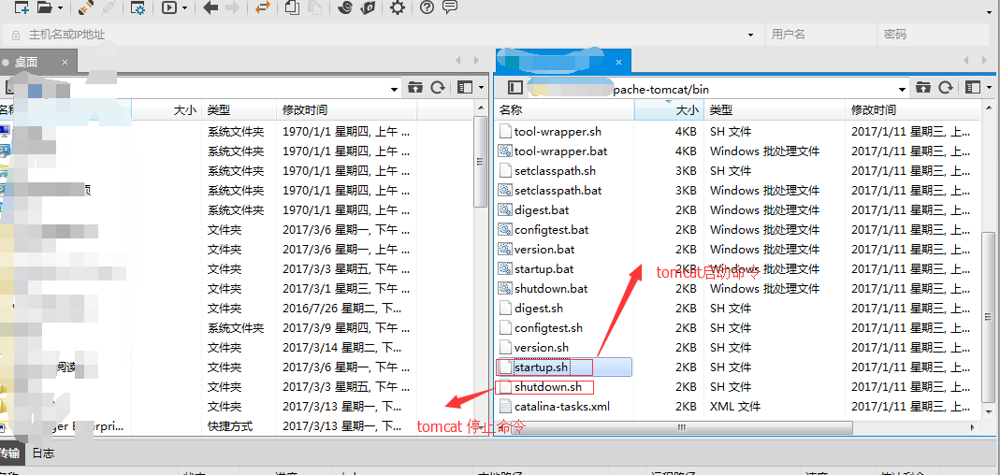 主机名或IP地址 用户名 密码
桌面
pache-tomcat/bin
大小 类型 修改时间
名称 大小 类型 修改时间
系统文件夹 1970/1/1 星期四, 上午 ...
系统文件夹 1970/1/1 星期四, 上午 ...
系统文件夹 1970/1/1 星期四, 上午 ...
系统文件夹 1970/1/1 星期四, 上午 ...
系统文件夹 1970/1/1 星期四, 上午 ...
文件夹 2017/3/6 星期一, 下午 ...
文件夹 2017/3/6 星期一, 上午 ...
文件夹 2017/3/3 星期五, 下午 ...
文件夹 2017/3/1 星期三, 下午 ...
文件夹 2016/7/26 星期二, 下...
系统文件夹 2017/3/9 星期四, 下午 ...
文件夹 2017/3/14 星期二, 下...
阅读 文件夹 2017/3/6 星期一, 下午 ...
文件夹 2017/3/3 星期五, 下午 ...
文件夹 2017/3/13 星期一, 下...
ger Enterpri... 快捷方式 2017/3/13 星期一, 上...
tool-wrapper.sh 4KB SH 文件 2017/1/11 星期三, 上...
tool-wrapper.bat 4KB Windows 批处理文件 2017/1/11 星期三, 上...
setclasspath.sh 3KB SH 文件 2017/1/11 星期三, 上...
setclasspath.bat 3KB Windows 批处理文件 2017/1/11 星期三, 上...
digest.bat 2KB Windows 批处理文件 2017/1/11 星期三, 上...
configtest.bat 2KB Windows 批处理文件 2017/1/11 星期三, 上...
version.bat 2KB Windows 批处理文件 2017/1/11 星期三, 上...
startup.bat 2KB Windows 批处理文件 2017/1/11 星期三, 上...
tomcat启动命令
shutdown.bat 2KB Windows 批处理文件 2017/1/11 星期三, 上...
digest.sh 2KB SH 文件 2017/1/11 星期三, 上...
configtest.sh 2KB SH 文件 2017/1/11 星期三, 上...
version.sh 2KB SH 文件 2017/1/11 星期三, 上...
startup.sh 2KB SH 文件 2017/1/11 星期三, 上...
shutdown.sh 2KB SH 文件 2017/1/11 星期三, 上...
catalina-tasks.xml 2KB XML 文件 2017/1/11 星期三, 上...
tomcat 停止命令
传输 日志